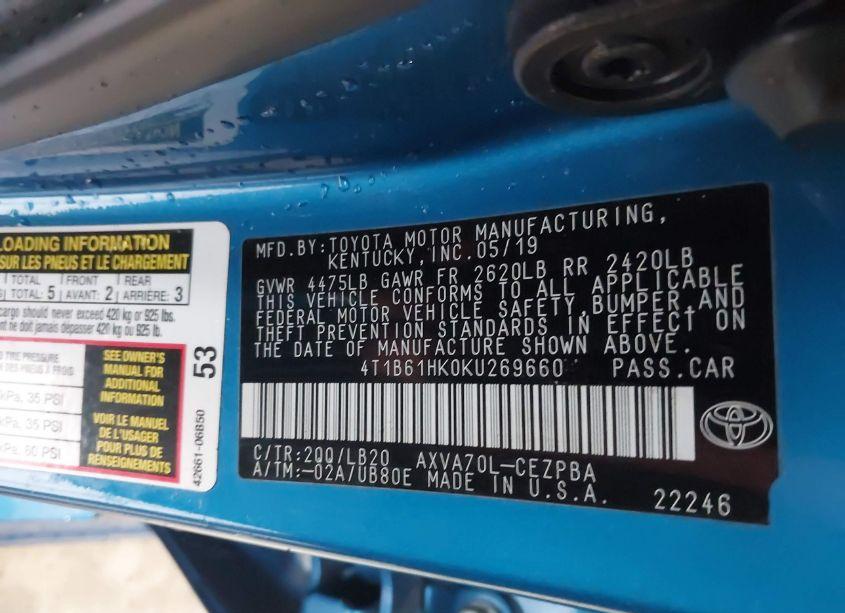 LOADING INFORMATION
SUR LES PNEUS ET LE CHARGEMENT
TOTAL FRONT REAR
TOTAL: 5 AVANT: 2 ARRIÈRE: 3
cargo should never exceed 420 kg or 925 lbs.
ne doit jamais dépasser 420 kg ou 925 lb.
TIRE PRESSURE
DES PNEUS À FROID
kPa, 35 PSI
kPa, 35 PSI
kPa, 60 PSI
SEE OWNER'S
MANUAL FOR
ADDITIONAL
INFORMATION
VOIR LE MANUEL
DE L'USAGER
POUR PLUS DE
RENSEIGNEMENTS
53
42661-06B50
MFD.BY: TOYOTA MOTOR MANUFACTURING,
KENTUCKY, INC. 05/19
GVWR 4475LB GAWR FR 2620LB RR 2420LB
THIS VEHICLE CONFORMS TO ALL APPLICABLE
FEDERAL MOTOR VEHICLE SAFETY, BUMPER, AND
THEFT PREVENTION STANDARDS IN EFFECT ON
THE DATE OF MANUFACTURE SHOWN ABOVE.
4T1B61HK0KU269660 PASS.CAR
C/TR: 2QQ/LB20 AXVA70L-CEZPBA
A/TM:-02A/UB80E MADE IN U.S.A.
22246